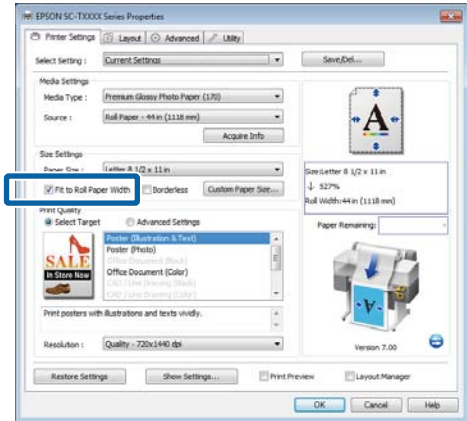 EPSON SC-TXXXX Series Properties
Printer Settings Layout Advanced Utility
Select Setting : Current Settings Save/Del...
Media Settings
Media Type : Premium Glossy Photo Paper (170)
Source : Roll Paper - 44 in (1118 mm)
Acquire Info
Size Settings
Paper Size : Letter 8 1/2 x 11 in
Fit to Roll Paper Width Borderless Custom Paper Size...
Size:Letter 8 1/2 x 11 in
↓ 527%
Roll Width:44 in (1118 mm)
Print Quality
Select Target Advanced Settings
Paper Remaining:
SALE
In Store Now
Poster (Illustration & Text)
Poster (Photo)
Office Document (Black)
Office Document (Color)
CAD / Line Drawing (Black)
CAD / Line Drawing (Color)
Print posters with illustrations and texts vividly.
Resolution : Quality - 720x1440 dpi
Version 7.00
Restore Settings Show Settings... Print Preview Layout Manager
OK Cancel Help